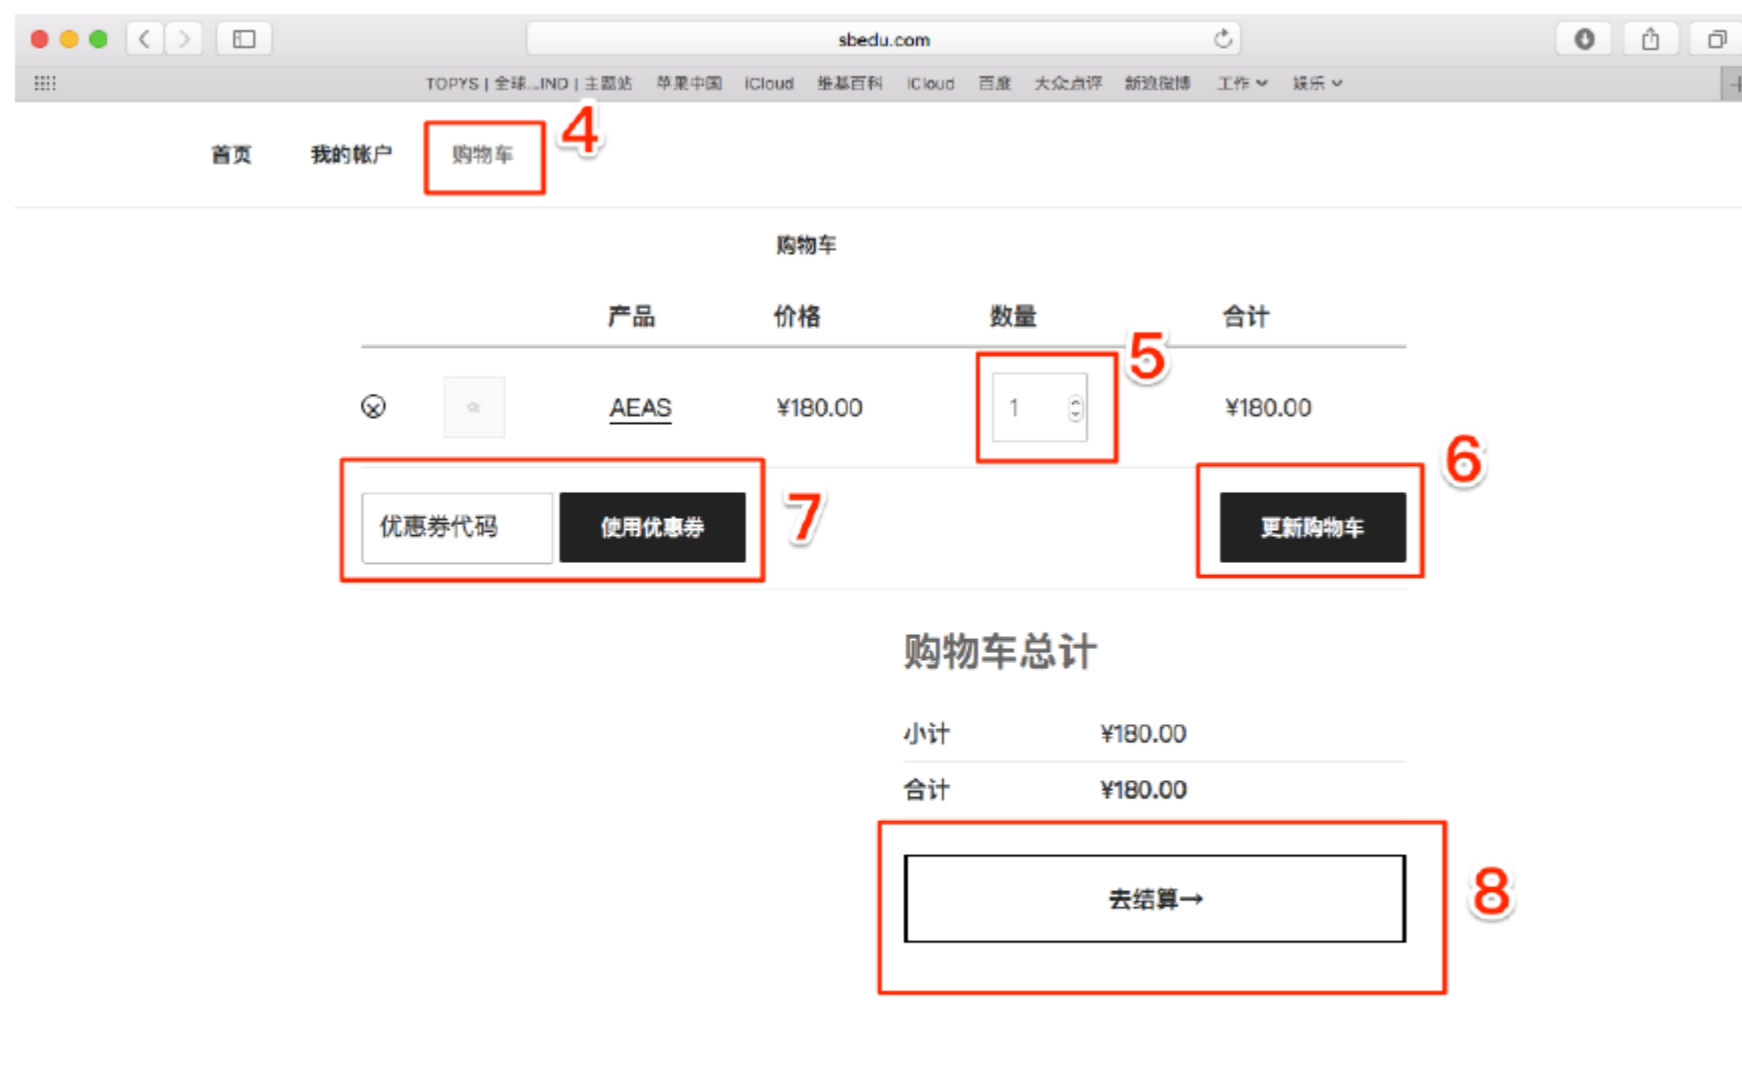 sbedu.com
TOPYS | 全球...IND | 主题站 苹果中国 iCloud 维基百科 iCloud 百度 大众点评 新浪微博 工作 娱乐
首页 我的帐户 购物车 4
购物车
产品 价格 数量 合计
5
AEAS ¥180.00 1 ¥180.00
6
优惠券代码 使用优惠券 7 更新购物车
购物车总计
小计 ¥180.00
合计 ¥180.00
去结算→ 8